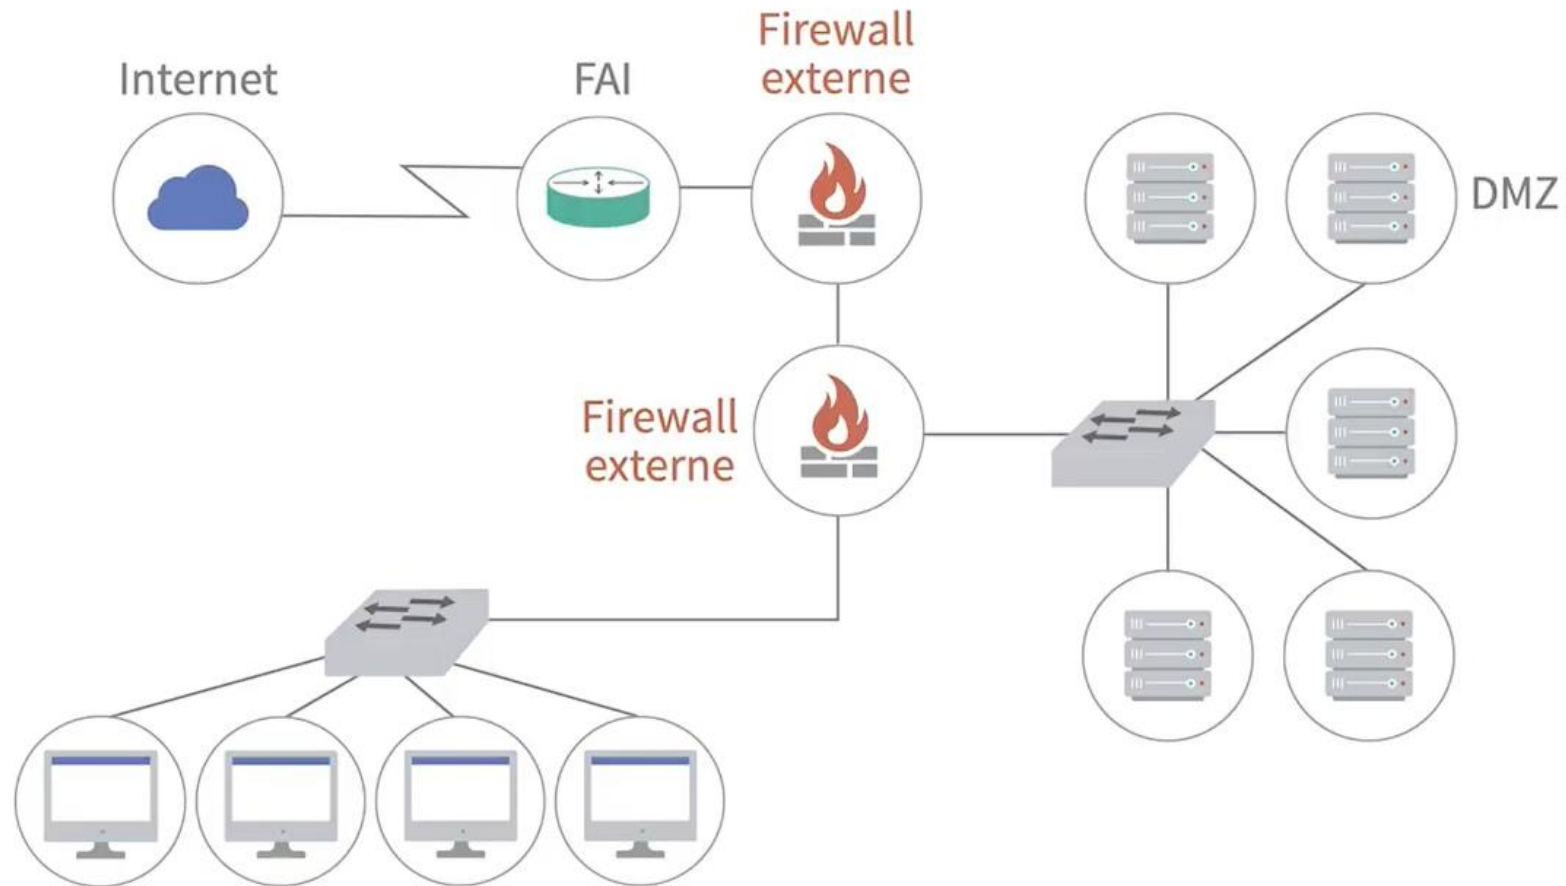 Internet
FAI
Firewall
externe
DMZ
Firewall
externe